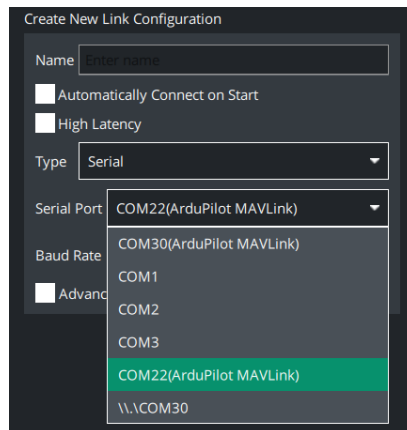 Create New Link Configuration
Name Enter name
Automatically Connect on Start
High Latency
Type Serial
Serial Port COM22(ArduPilot MAVLink)
COM30(ArduPilot MAVLink)
Baud Rate
COM1
Advanc
COM2
COM3
COM22(ArduPilot MAVLink)
\\.\COM30